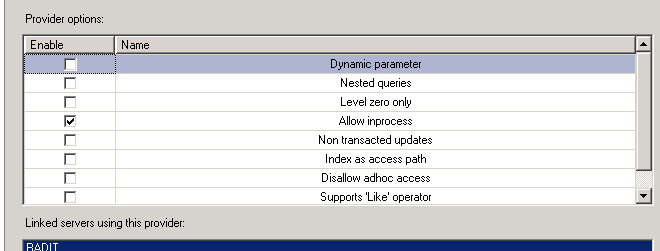 Provider options:
Enable Name
Dynamic parameter
Nested queries
Level zero only
Allow inprocess
Non transacted updates
Index as access path
Disallow adhoc access
Supports 'Like' operator
Linked servers using this provider:
RADIT